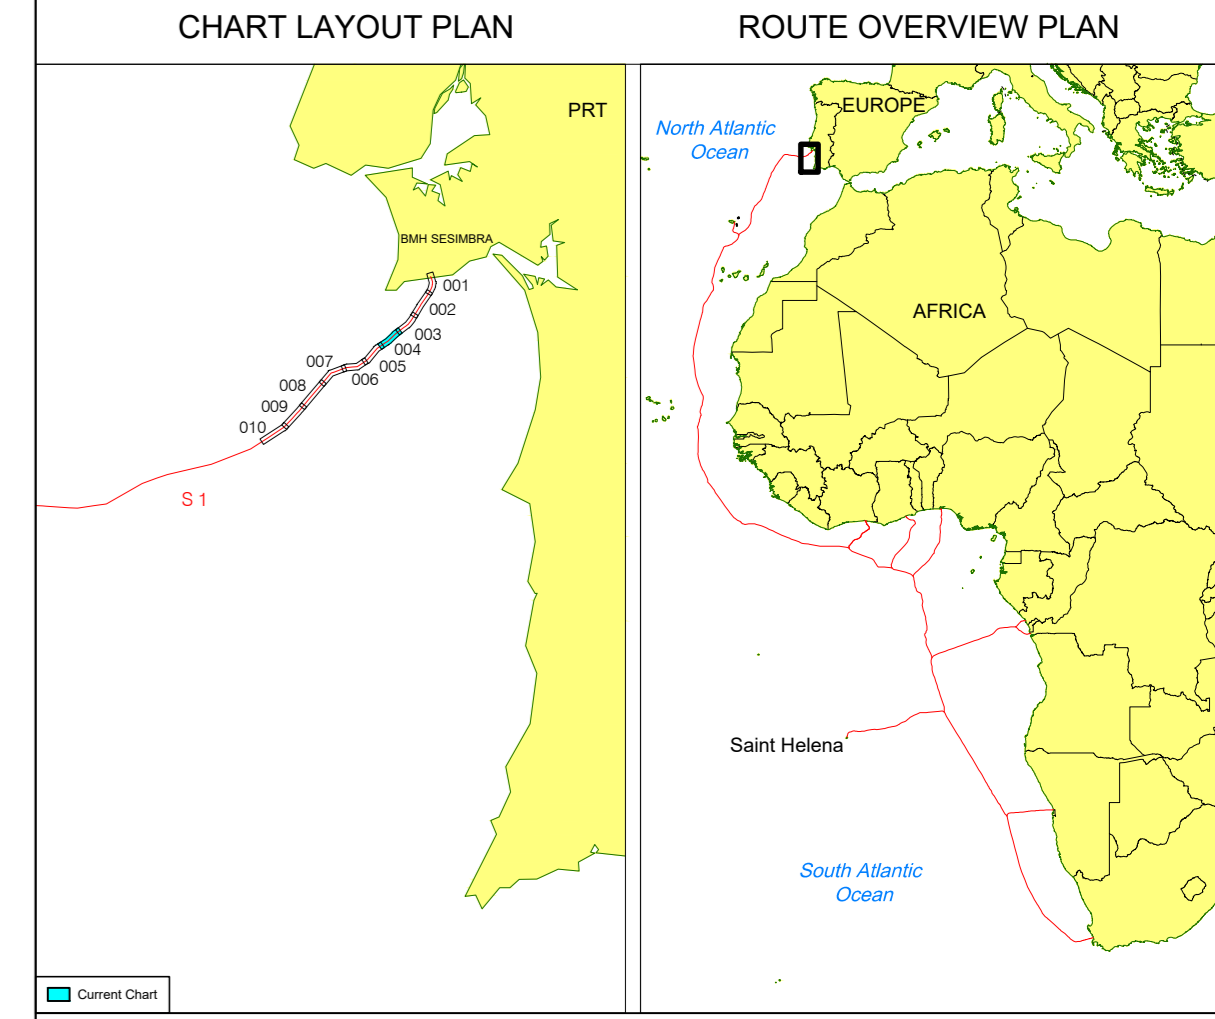 CHART LAYOUT PLAN
PRT
BMH SESIMBRA
001
002
003
004
005
006
007
008
009
010
S 1
Current Chart
ROUTE OVERVIEW PLAN
EUROPE
North Atlantic
Ocean
AFRICA
Saint Helena
South Atlantic
Ocean